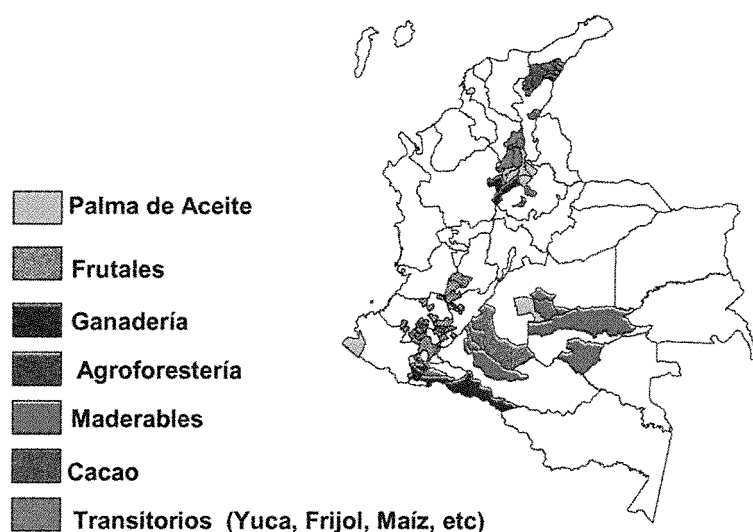 Palma de Aceite
Frutales
Ganadería
Agroforestería
Maderables
Cacao
Transitorios (Yuca, Frijol, Maíz, etc)